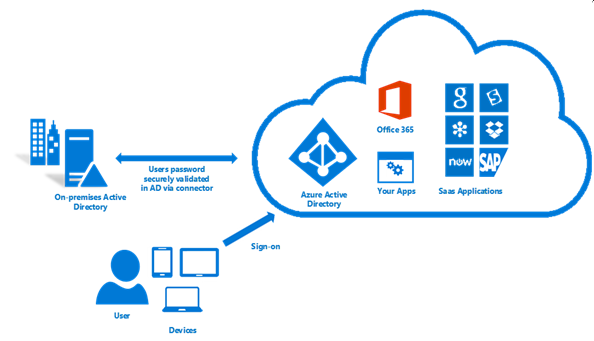 Office 365
Users password
securely validated
in AD via connector
On-premises Active
Directory
Azure Active
Directory
Your Apps
Saas Applications
g
S
now
SAP
Sign-on
User
Devices